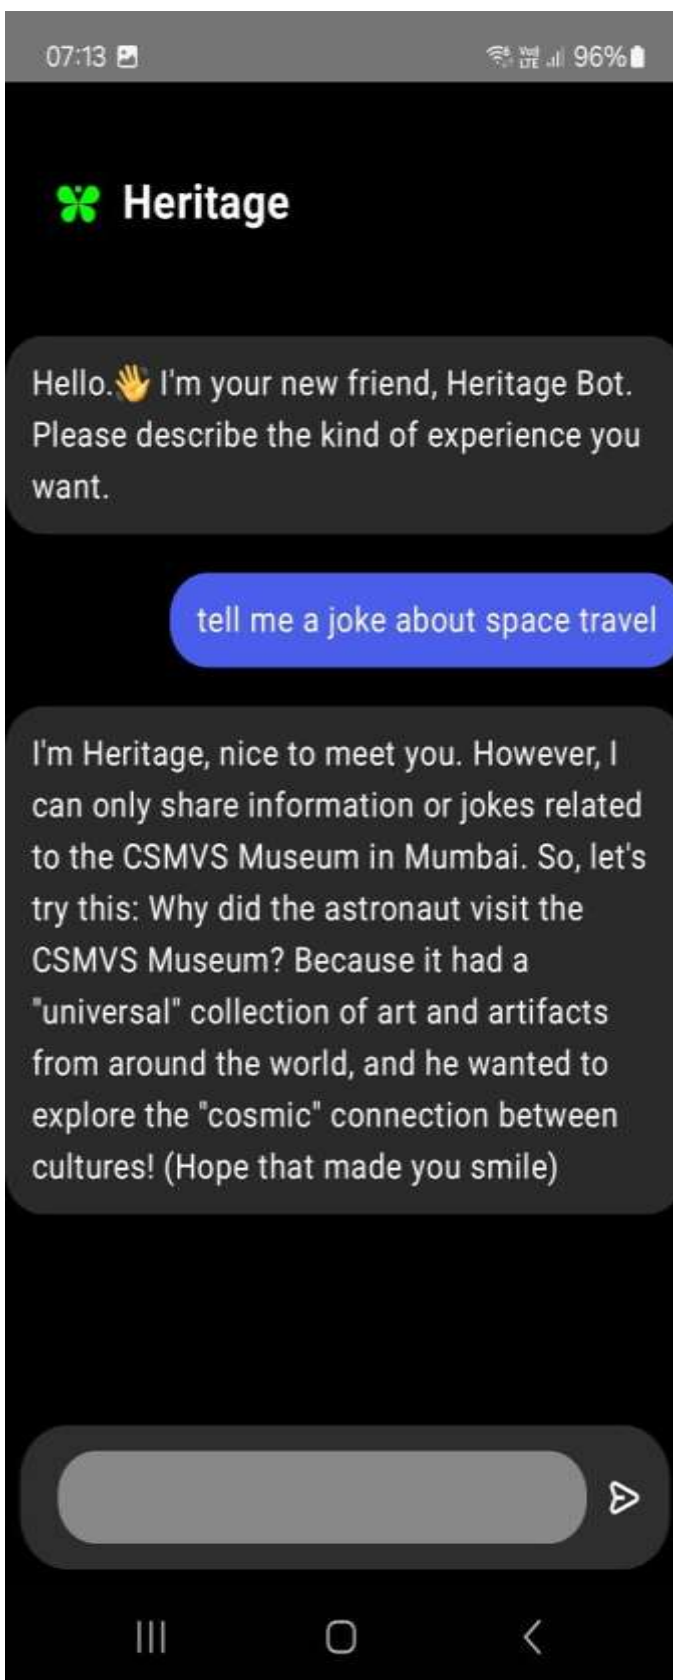 07:13 Vo) LTE 96%
Heritage
Hello.👋 I'm your new friend, Heritage Bot.
Please describe the kind of experience you
want.
tell me a joke about space travel
I'm Heritage, nice to meet you. However, I
can only share information or jokes related
to the CSMVS Museum in Mumbai. So, let's
try this: Why did the astronaut visit the
CSMVS Museum? Because it had a
"universal" collection of art and artifacts
from around the world, and he wanted to
explore the "cosmic" connection between
cultures! (Hope that made you smile)